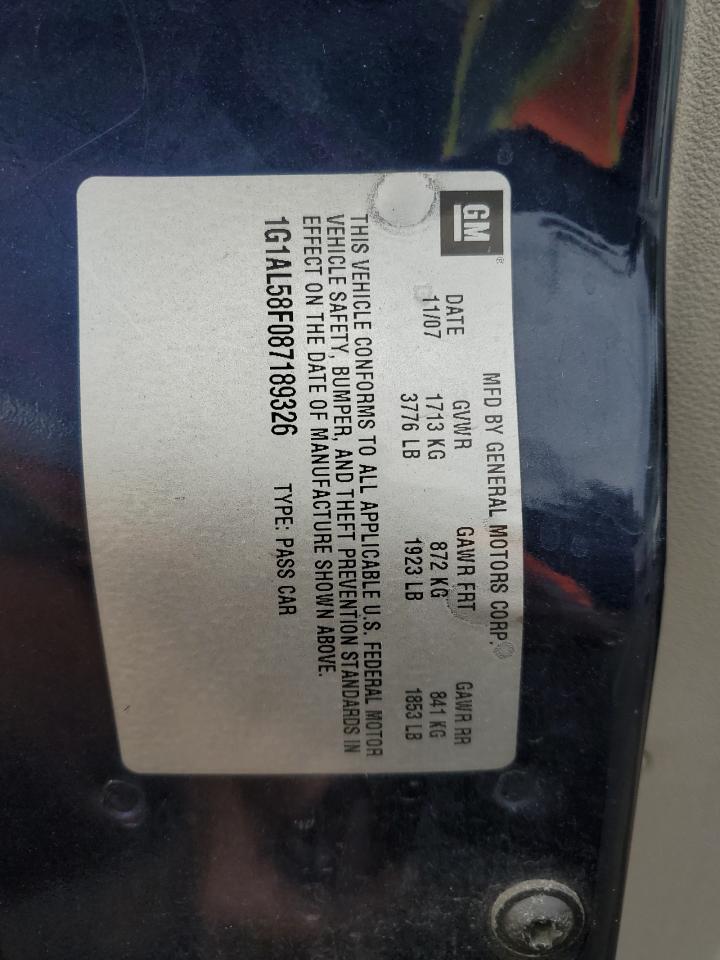 GM
MFD BY GENERAL MOTORS CORP
DATE GVWR GAWR FRT GAWR RR
11/07 1713 KG 872 KG 841 KG
3776 LB 1923 LB 1853 LB
THIS VEHICLE CONFORMS TO ALL APPLICABLE U.S. FEDERAL MOTOR
VEHICLE SAFETY, BUMPER, AND THEFT PREVENTION STANDARDS IN
EFFECT ON THE DATE OF MANUFACTURE SHOWN ABOVE.
1G1AL58F087189326 TYPE: PASS CAR